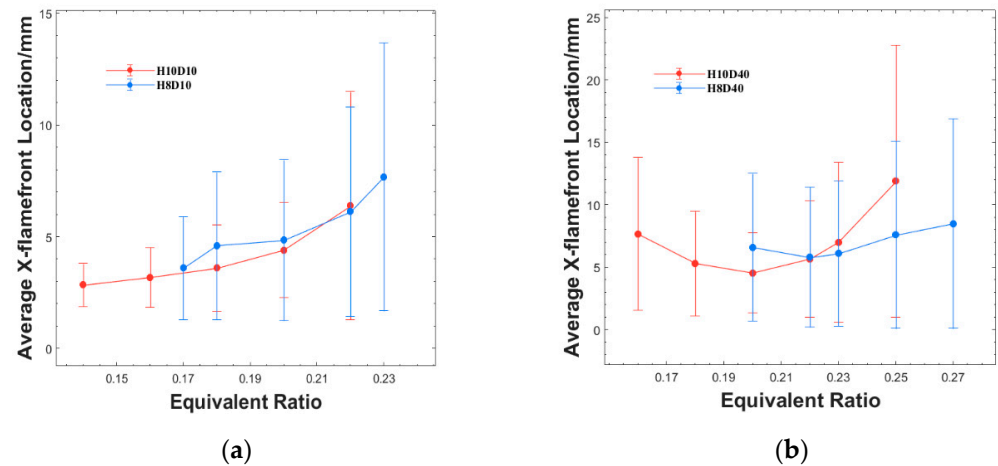 Average X-flamefront Location/mm
15
10
5
0
H10D10
H8D10
0.15 0.17 0.19 0.21 0.23
Equivalent Ratio
(a)
Average X-flamefront Location/mm
25
20
15
10
5
0
H10D40
H8D40
0.17 0.19 0.21 0.23 0.25 0.27
Equivalent Ratio
(b)